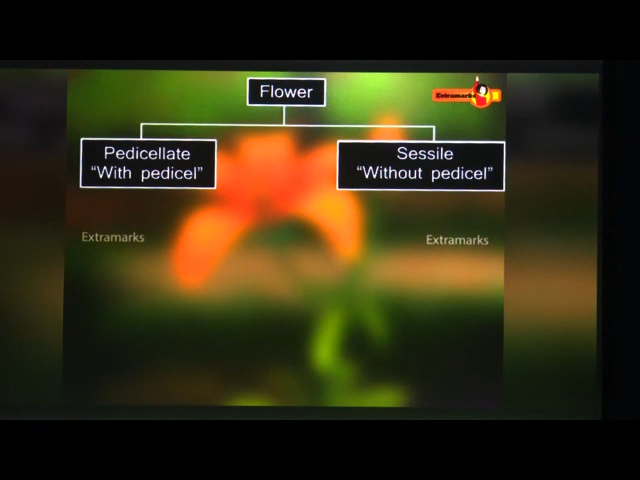 Flower
Extramarks
Pedicellate
"With pedicel"
Sessile
"Without pedicel"
Extramarks
Extramarks